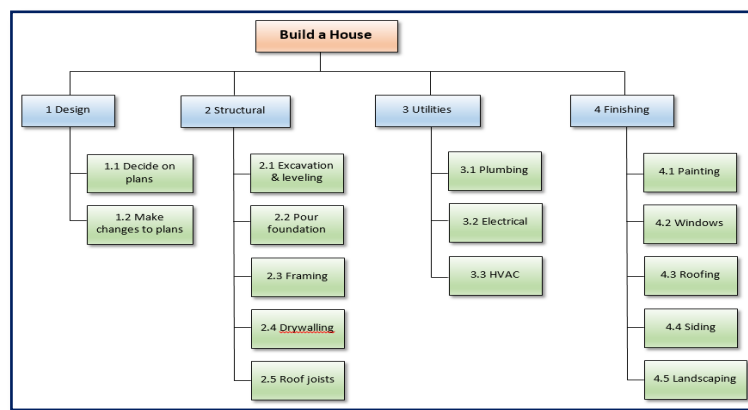 Build a House
1 Design
2 Structural
3 Utilities
4 Finishing
1.1 Decide on
plans
1.2 Make
changes to plans
2.1 Excavation
& leveling
2.2 Pour
foundation
2.3 Framing
2.4 Drywalling
2.5 Roof joists
3.1 Plumbing
3.2 Electrical
3.3 HVAC
4.1 Painting
4.2 Windows
4.3 Roofing
4.4 Siding
4.5 Landscaping